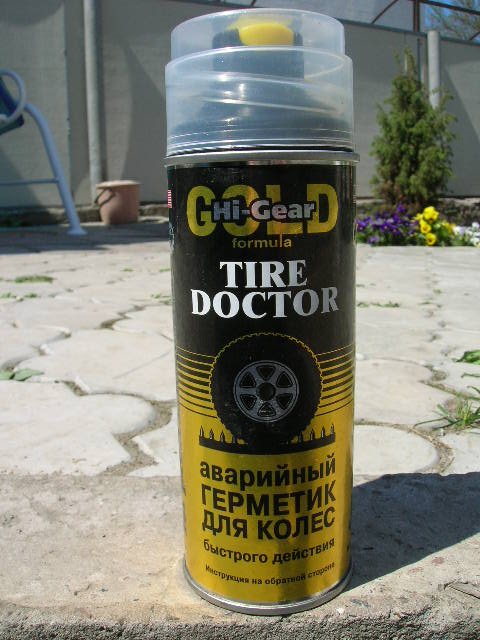 GOLD
Hi-Gear
formula
TIRE
DOCTOR
аварийный
ГЕРМЕТИК
ДЛЯ КОЛЕС
быстрого действия
Инструкция на обратной стороне